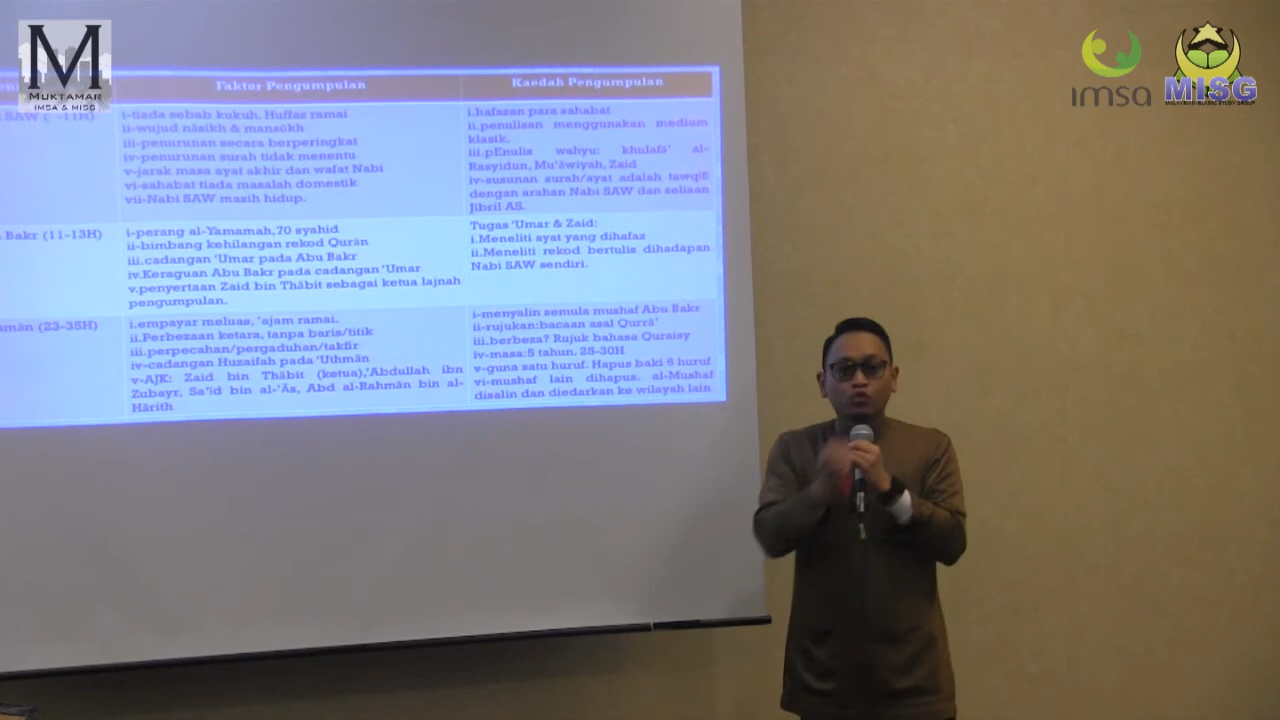 M
MUKTAMAR
IMSA & MISG
imsa
MISG
MALAYSIAN ISLAMIC STUDY GROUP
Faktor Pengumpulan
Kaedah Pengumpulan
SAW ( -11H)
i-tiada sebab kukuh. Huffaz ramai
ii-wujud nāsikh & mansūkh
iii-penurunan secara berperingkat
iv-penurunan surah tidak menentu
v-jarak masa ayat akhir dan wafat Nabi
vi-sahabat tiada masalah domestik
vii-Nabi SAW masih hidup.
i.hafazan para sahabat
ii.penulisan menggunakan medium
klasik.
iii.pEnulis wahyu: khulafā' al-
Rasyidun, Mu'āwiyah, Zaid
iv-susunan surah/ayat adalah
dengan arahan Nabi SAW dan seliaan
Jibril AS.
Bakr (11-13H)
i-perang al-Yamamah,70 syahid
ii-bimbang kehilangan rekod Qurān
iii.cadangan 'Umar pada Abu Bakr
iv.Keraguan Abu Bakr pada cadangan 'Umar
v.penyertaan Zaid bin Thābit sebagai ketua lajnah
pengumpulan.
Tugas 'Umar & Zaid:
i.Meneliti ayat yang dihafaz
ii.Meneliti rekod bertulis dihadapan
Nabi SAW sendiri.
mān (23-35H)
i.empayar meluas, 'ajam ramai.
ii.Perbezaan ketara, tanpa baris/titik
iii.perpecahan/pergaduhan/takfir
iv-cadangan Huzaifah pada 'Uthmān
v-AJK: Zaid bin Thābit (ketua),'Abdullah ibn
Zubayr, Sa'īd bin al-'Ās, Abd al-Rahmān bin al-
Hārith
i-menyalin semula mushaf Abu Bakr
ii-rujukan:bacaan asal Qurrā'
iii.berbeza? Rujuk bahasa Quraisy
iv-masa:5 tahun. 25-30H
v-guna satu huruf. Hapus baki 6 huruf
vi-mushaf lain dihapus. al-Mushaf
disalin dan diedarkan ke wilayah lain